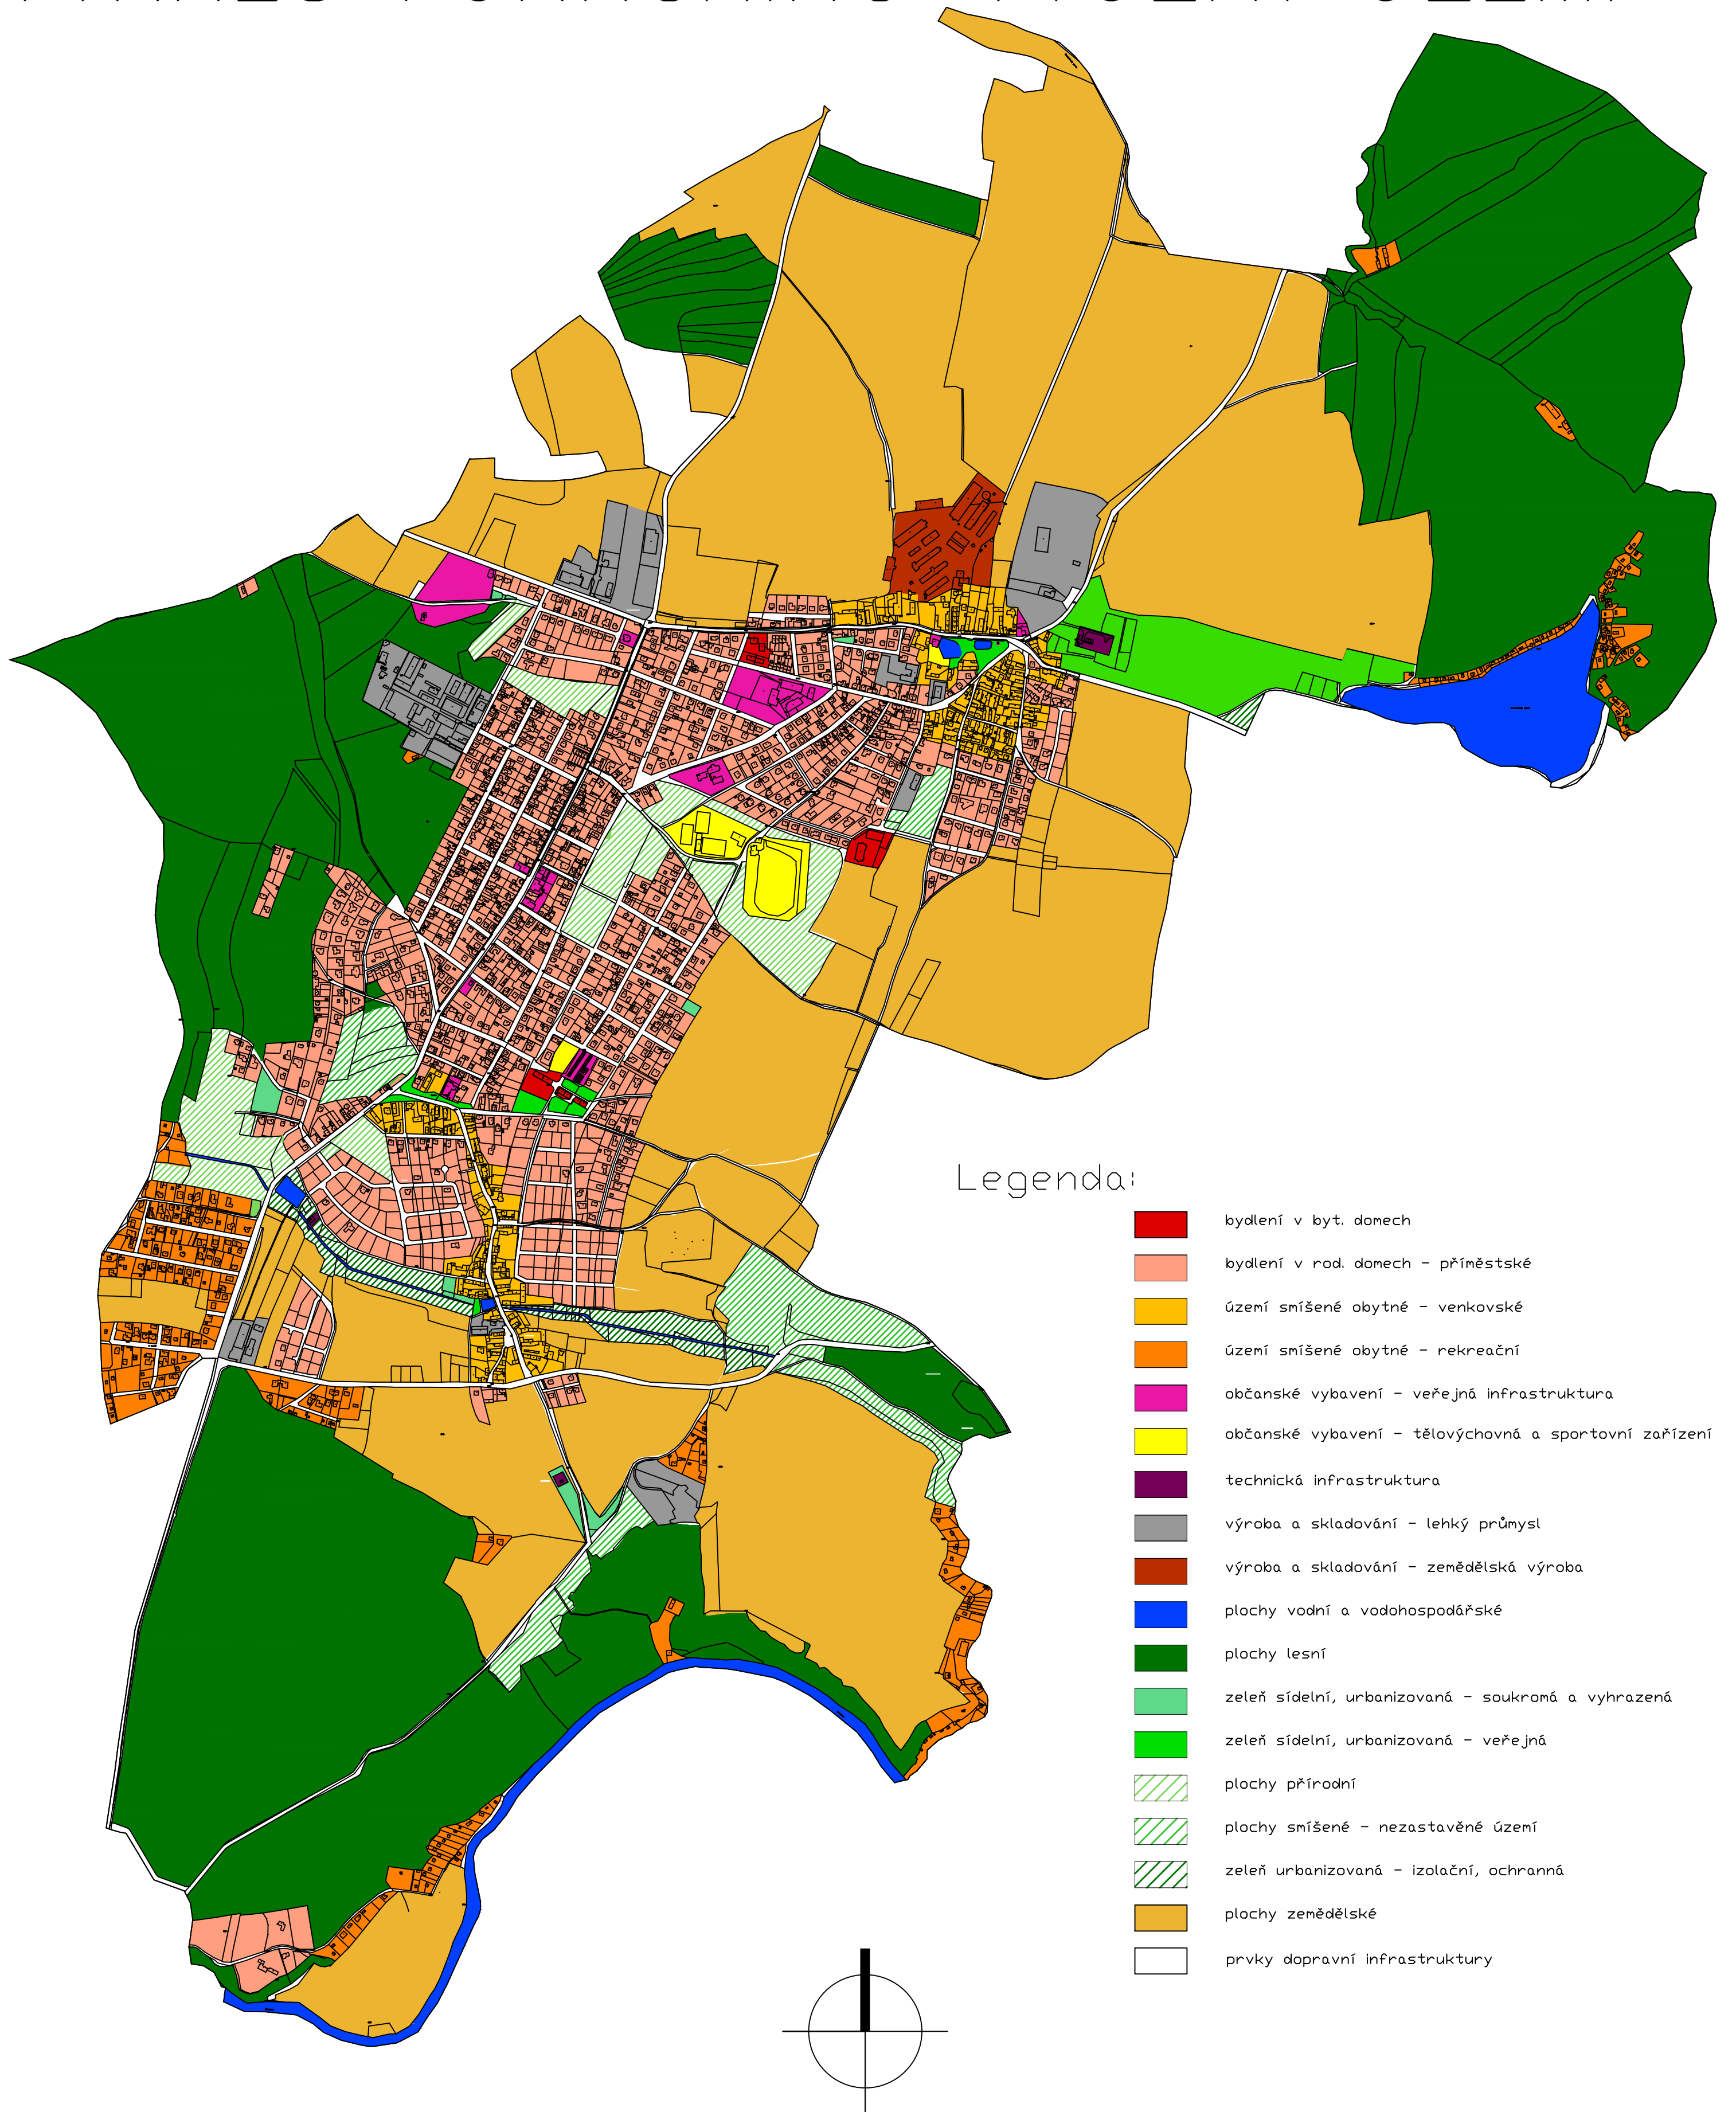 Legenda:
bydlení v byt. domech
bydlení v rod. domech - příměstské
území smíšené obytné - venkovské
území smíšené obytné - rekreační
občanské vybavení - veřejná infrastruktura
občanské vybavení - tělovýchovná a sportovní zařízení
technická infrastruktura
výroba a skladování - lehký průmysl
výroba a skladování - zemědělská výroba
plochy vodní a vodohospodářské
plochy lesní
zeleň sídelní, urbanizovaná - soukromá a vyhrazená
zeleň sídelní, urbanizovaná - veřejná
plochy přírodní
plochy smíšené - nezastavěné území
zeleň urbanizovaná - izolační, ochranná
plochy zemědělské
prvky dopravní infrastruktury